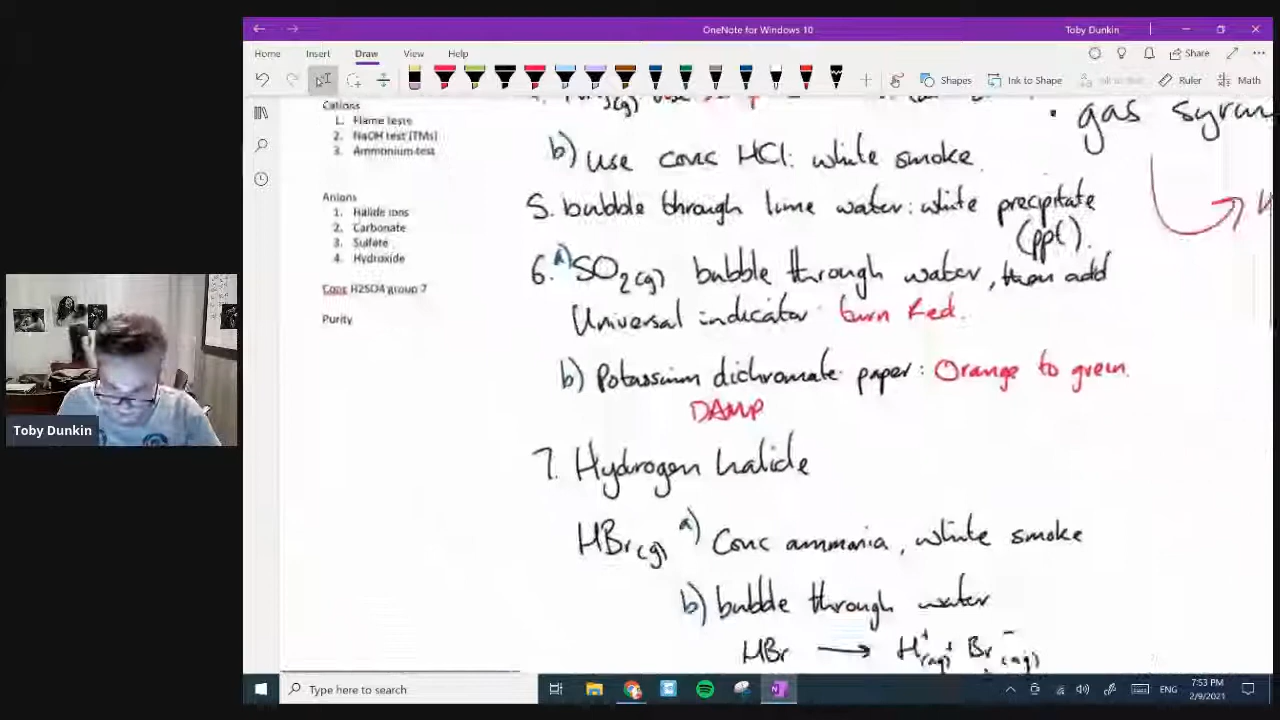 OneNote for Windows 10
Toby Dunkin
Home Insert Draw View Help
Share
Shapes Ink to Shape Ink to Text Ruler Math
Cations
1. Flame tests
2. NaOH test (TMs)
3. Ammonium test
Anions
1. Halide ions
2. Carbonate
3. Sulfate
4. Hydroxide
Conc H2SO4 group 7
Purity
gas
b) Use conc HCl: white smoke.
5. bubble through lime water: white precipitate
(ppt).
6. a) SO2(g) bubble through water, then add
Universal indicator turn Red.
b) Potassium dichromate paper: Orange to green.
DAMP
7. Hydrogen halide
HBr(g) a) Conc ammonia, white smoke
b) bubble through water
HBr → H+(aq) + Br-(aq)
Toby Dunkin
Type here to search
ENG
7:53 PM
2/9/2021